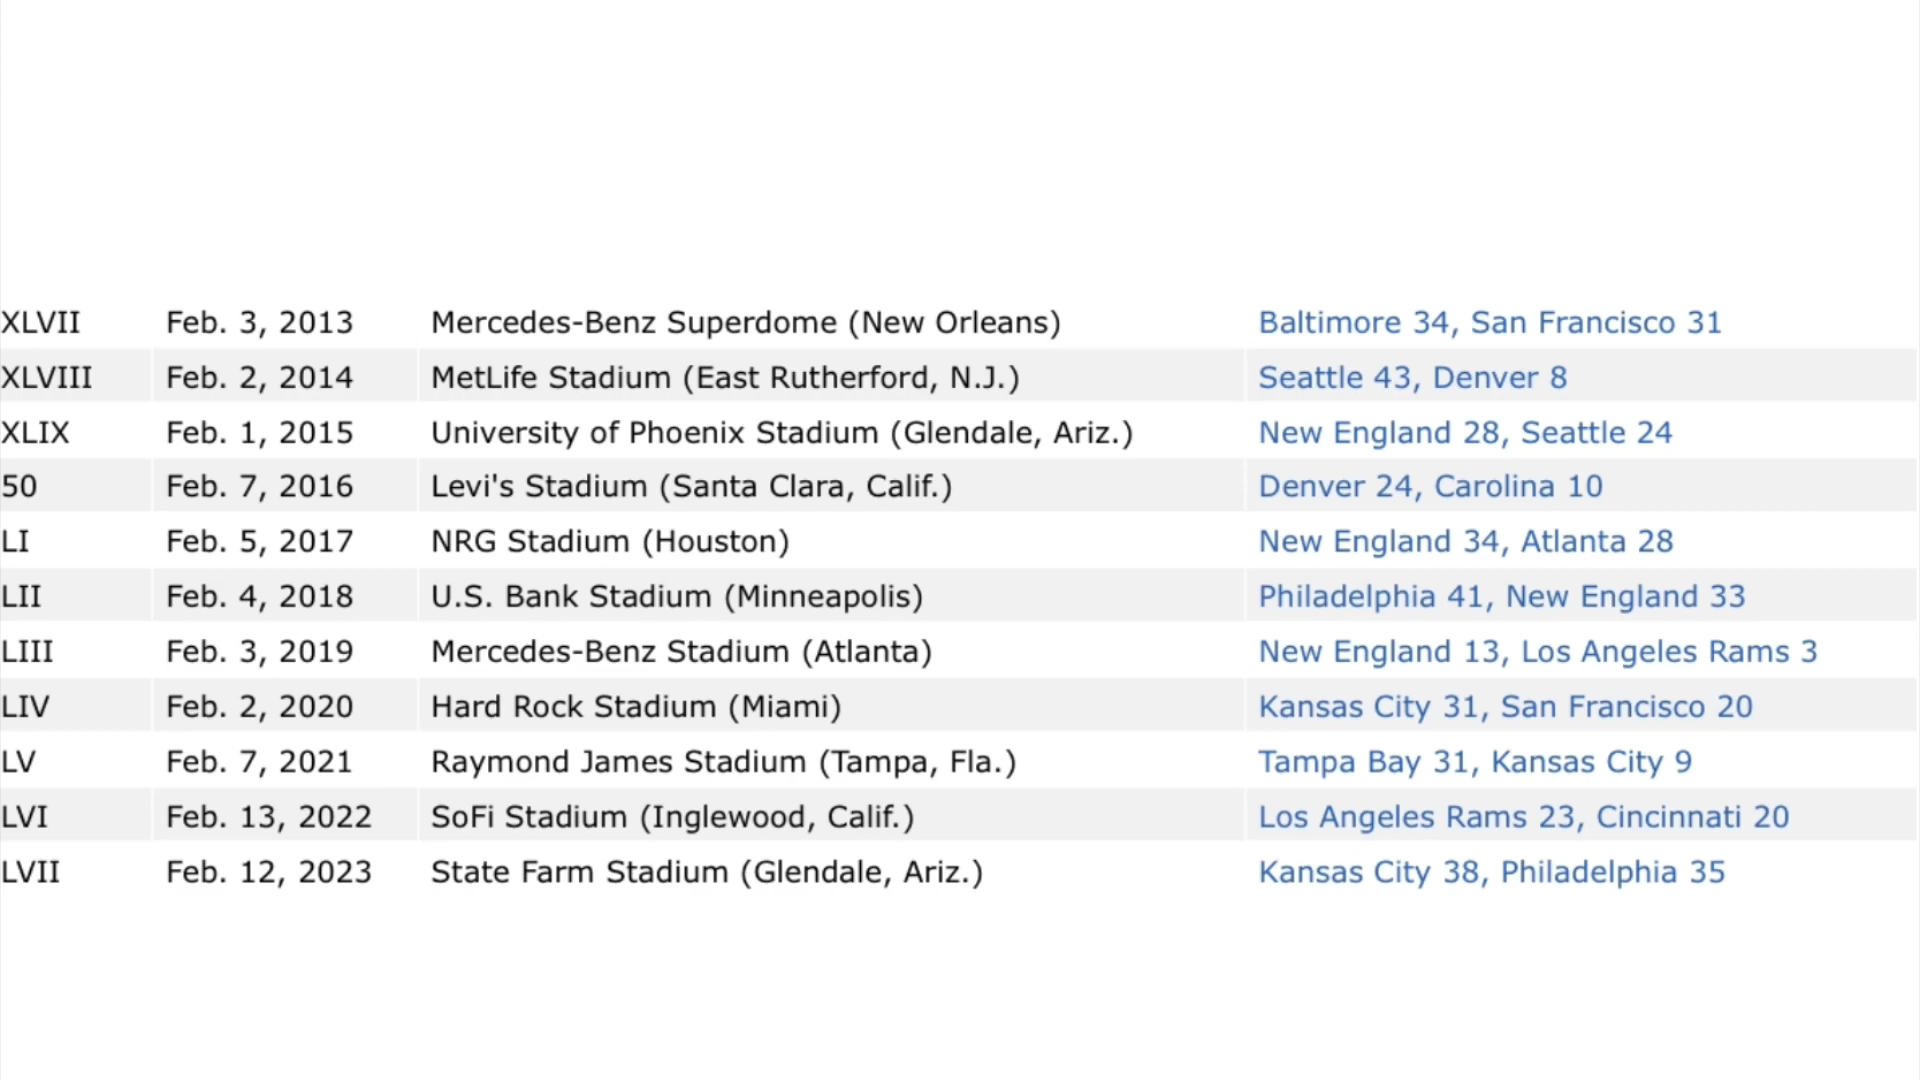 XLVII Feb. 3, 2013 Mercedes-Benz Superdome (New Orleans) Baltimore 34, San Francisco 31
XLVIII Feb. 2, 2014 MetLife Stadium (East Rutherford, N.J.) Seattle 43, Denver 8
XLIX Feb. 1, 2015 University of Phoenix Stadium (Glendale, Ariz.) New England 28, Seattle 24
50 Feb. 7, 2016 Levi's Stadium (Santa Clara, Calif.) Denver 24, Carolina 10
LI Feb. 5, 2017 NRG Stadium (Houston) New England 34, Atlanta 28
LII Feb. 4, 2018 U.S. Bank Stadium (Minneapolis) Philadelphia 41, New England 33
LIII Feb. 3, 2019 Mercedes-Benz Stadium (Atlanta) New England 13, Los Angeles Rams 3
LIV Feb. 2, 2020 Hard Rock Stadium (Miami) Kansas City 31, San Francisco 20
LV Feb. 7, 2021 Raymond James Stadium (Tampa, Fla.) Tampa Bay 31, Kansas City 9
LVI Feb. 13, 2022 SoFi Stadium (Inglewood, Calif.) Los Angeles Rams 23, Cincinnati 20
LVII Feb. 12, 2023 State Farm Stadium (Glendale, Ariz.) Kansas City 38, Philadelphia 35